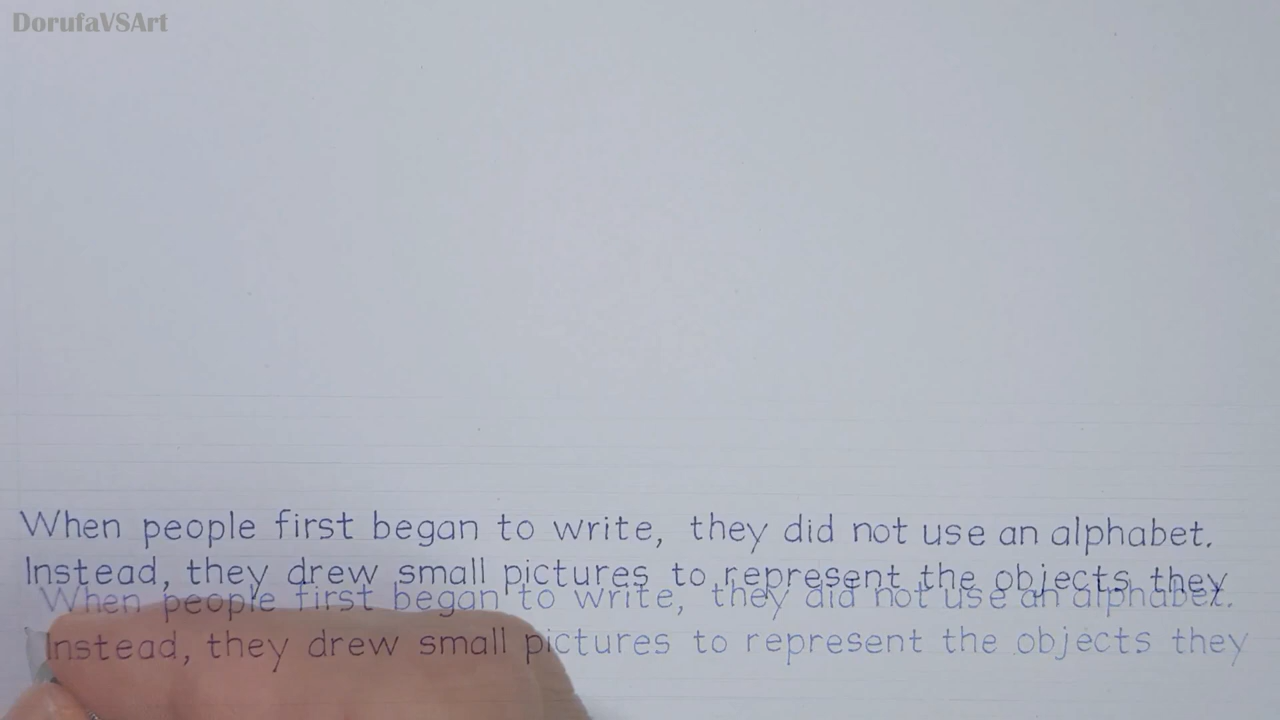 DorufaVSArt
When people first began to write, they did not use an alphabet.
Instead, they drew small pictures to represent the objects they
When people first began to write, they did not use an alphabet.
Instead, they drew small pictures to represent the objects they